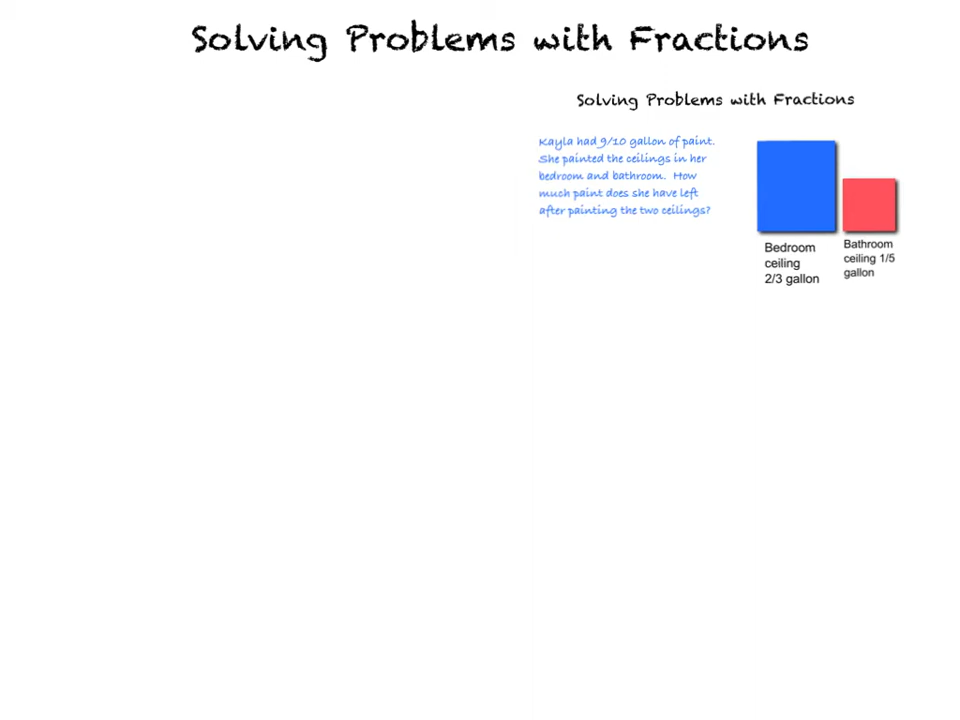 Solving Problems with Fractions
Solving Problems with Fractions
Kayla had 9/10 gallon of paint.
She painted the ceilings in her
bedroom and bathroom. How
much paint does she have left
after painting the two ceilings?
Bedroom
ceiling
2/3 gallon
Bathroom
ceiling 1/5
gallon